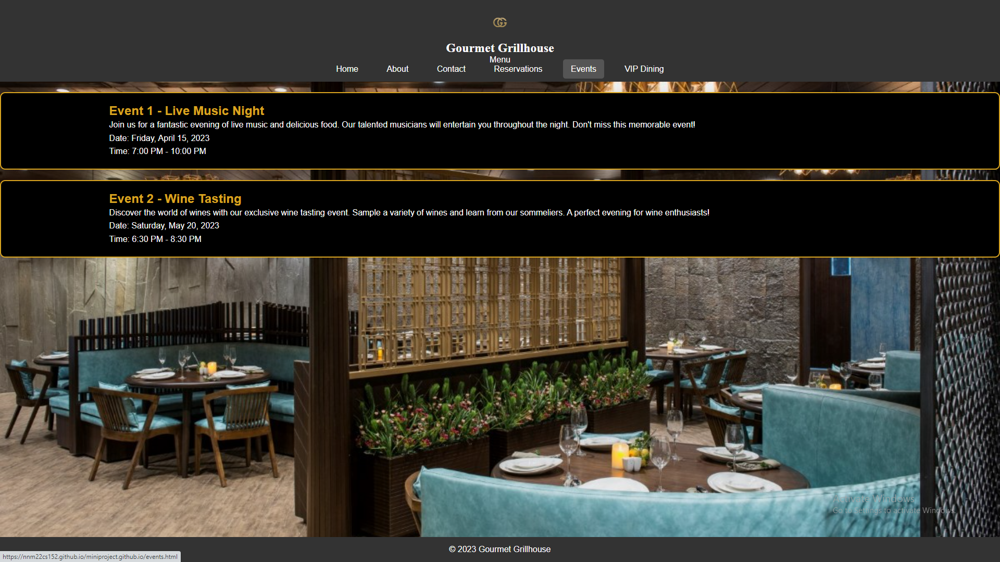 GG
Gourmet Grillhouse
Menu
Home About Contact Reservations Events VIP Dining
Event 1 - Live Music Night
Join us for a fantastic evening of live music and delicious food. Our talented musicians will entertain you throughout the night. Don't miss this memorable event!
Date: Friday, April 15, 2023
Time: 7:00 PM - 10:00 PM
Event 2 - Wine Tasting
Discover the world of wines with our exclusive wine tasting event. Sample a variety of wines and learn from our sommeliers. A perfect evening for wine enthusiasts!
Date: Saturday, May 20, 2023
Time: 6:30 PM - 8:30 PM
Activate Windows
Go to Settings to activate Windows.
© 2023 Gourmet Grillhouse
https://nnm22cs152.github.io/miniproject.github.io/events.html